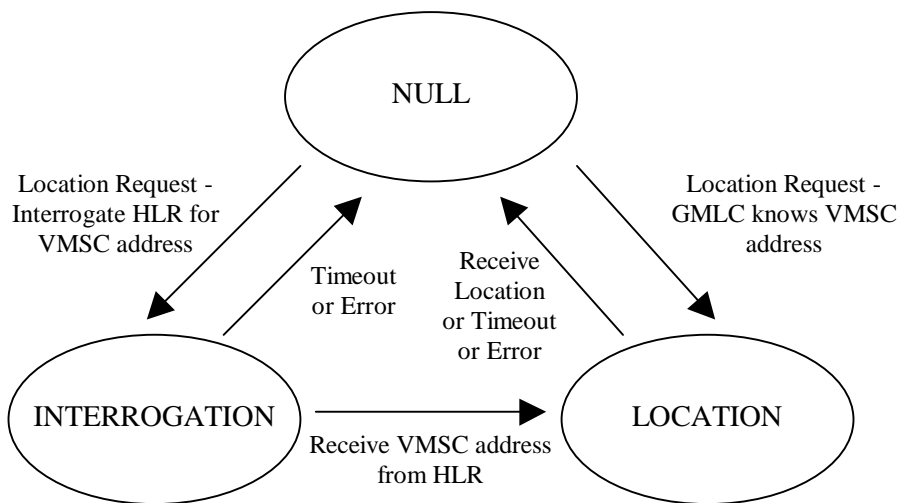 NULL
Location Request -
Interrogate HLR for
VMSC address
Timeout
or Error
Receive
Location
or Timeout
or Error
Location Request -
GMLC knows VMSC
address
INTERROGATION
Receive VMSC address
from HLR
LOCATION